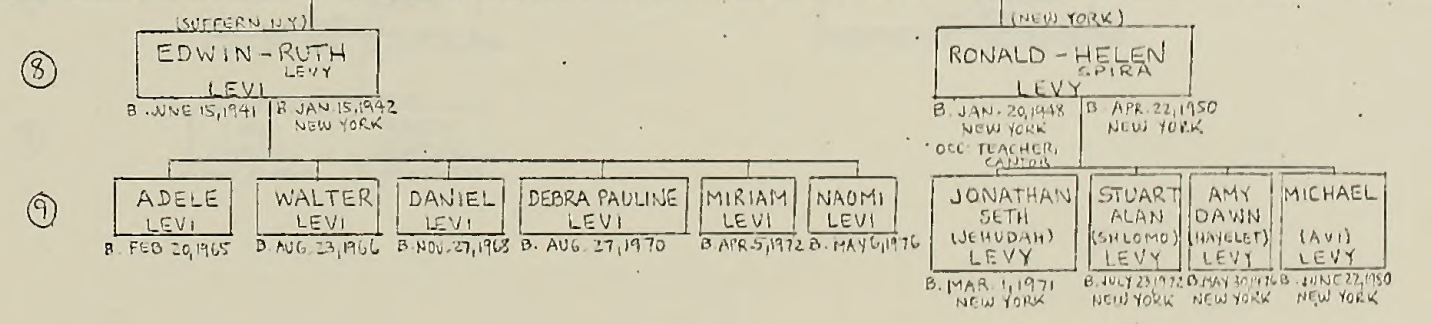 (SUFFERN N.Y.)
(NEW YORK)
8
EDWIN - RUTH
LEVY
LEVI
B. JUNE 15, 1941 B. JAN. 15, 1942
NEW YORK
RONALD - HELEN
SPIRA
LEVY
B. JAN. 20, 1948 B. APR. 22, 1950
NEW YORK NEW YORK
OCC: TEACHER,
CANTOR
9
ADELE
LEVI
B. FEB 20, 1965
WALTER
LEVI
B. AUG. 23, 1966
DANIEL
LEVI
B. NOV. 27, 1968
DEBRA PAULINE
LEVI
B. AUG. 27, 1970
MIRIAM
LEVI
B. APR 5, 1972
NAOMI
LEVI
B. MAY 6, 1976
JONATHAN
SETH
(JEHUDAH)
LEVY
B. MAR. 1, 1971
NEW YORK
STUART
ALAN
(SHLOMO)
LEVY
B. JULY 23, 1972
NEW YORK
AMY
DAWN
(HAYELET)
LEVY
B. MAY 30, 1976
NEW YORK
MICHAEL
(AVI)
LEVY
B. JUNE 22, 1980
NEW YORK